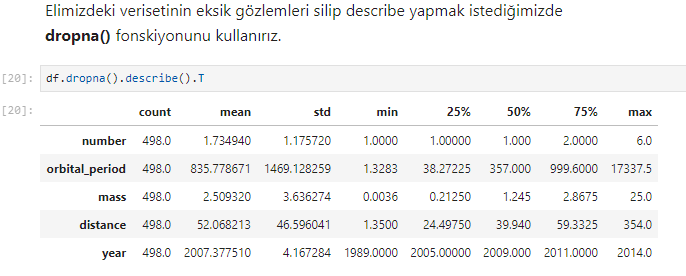 Elimizdeki verisetinin eksik gözlemleri silip describe yapmak istediğimizde
dropna() fonskiyonunu kullanırız.
[20]: df.dropna().describe().T
[20]: count mean std min 25% 50% 75% max
number 498.0 1.734940 1.175720 1.0000 1.00000 1.000 2.0000 6.0
orbital_period 498.0 835.778671 1469.128259 1.3283 38.27225 357.000 999.6000 17337.5
mass 498.0 2.509320 3.636274 0.0036 0.21250 1.245 2.8675 25.0
distance 498.0 52.068213 46.596041 1.3500 24.49750 39.940 59.3325 354.0
year 498.0 2007.377510 4.167284 1989.0000 2005.00000 2009.000 2011.0000 2014.0